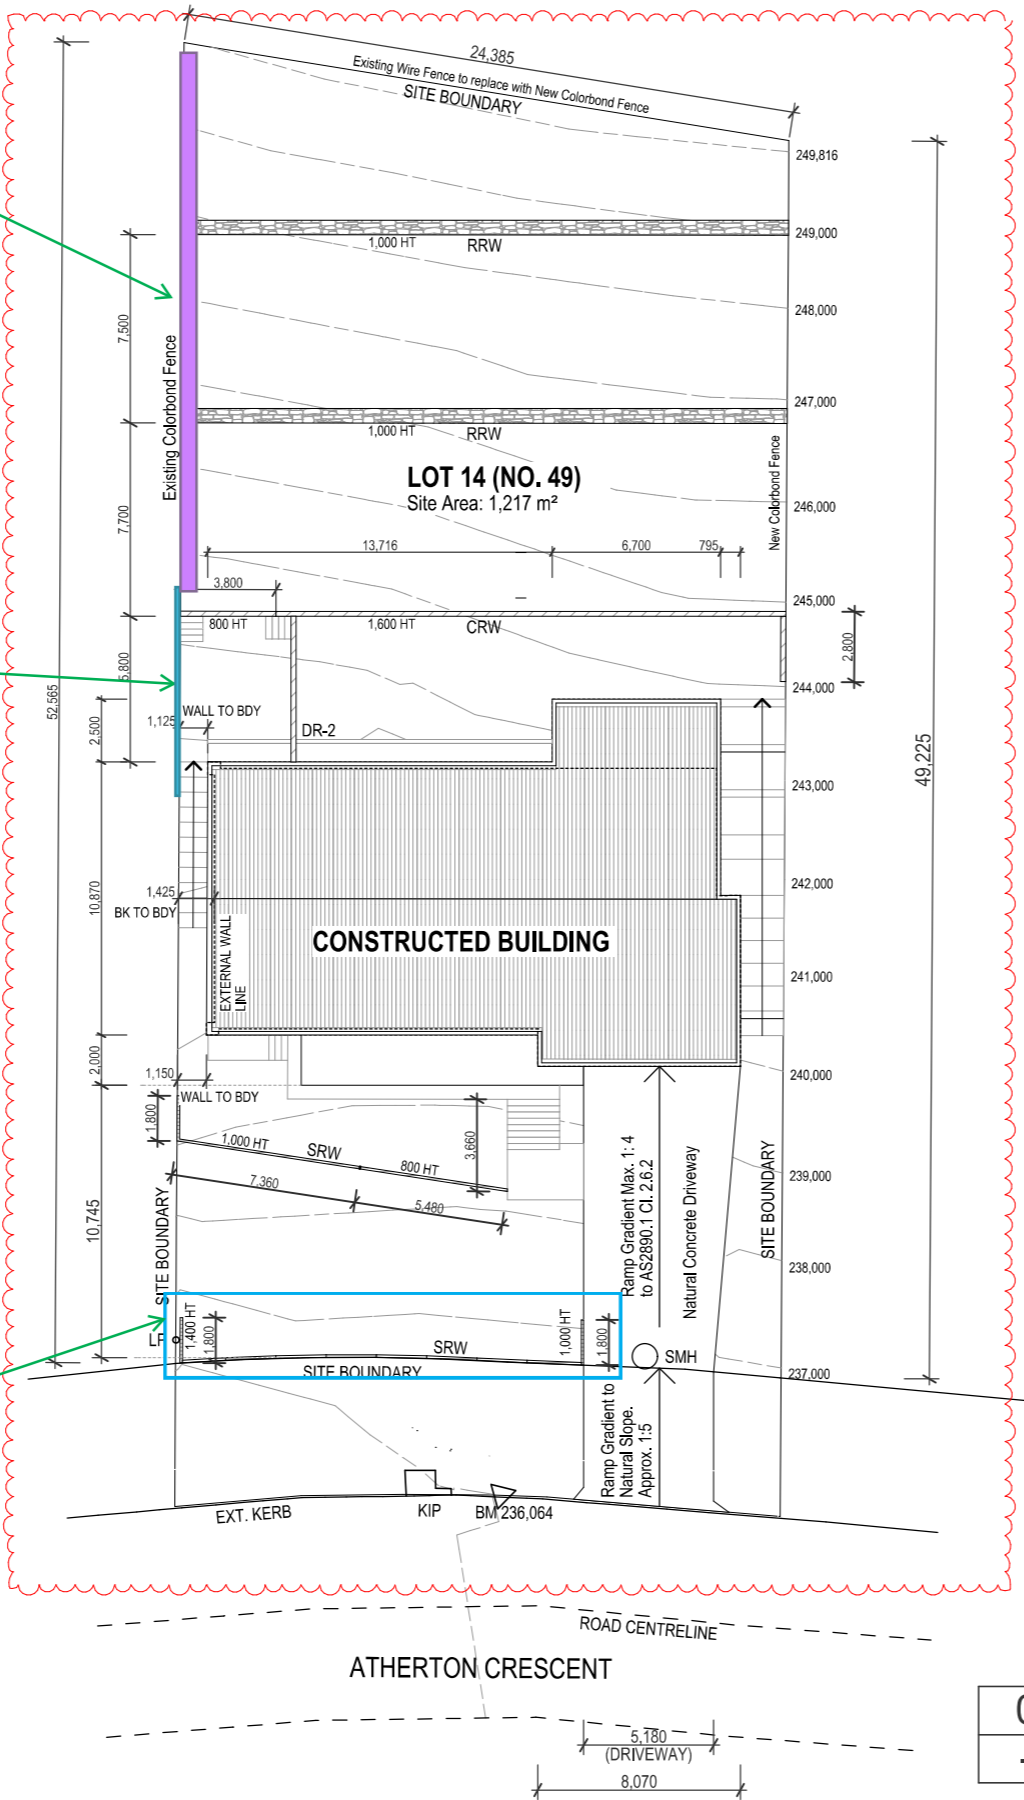 24,385
Existing Wire Fence to replace with New Colorbond Fence
SITE BOUNDARY
249,816
249,000
1,000 HT
RRW
248,000
7,500
Existing Colorbond Fence
247,000
1,000 HT
RRW
LOT 14 (NO. 49)
Site Area: 1,217 m²
New Colorbond Fence
246,000
7,700
13,716
6,700
795
3,800
245,000
800 HT
1,600 HT
CRW
2,800
5,800
244,000
52,565
2,500
WALL TO BDY
1,125
DR-2
49,225
243,000
10,870
1,425
BK TO BDY
242,000
EXTERNAL WALL
LINE
CONSTRUCTED BUILDING
241,000
2,000
1,150
240,000
WALL TO BDY
1,800
1,000 HT
SRW
800 HT
3,660
7,360
5,480
Ramp Gradient Max. 1: 4
to AS2890.1 Cl. 2.6.2
Natural Concrete Driveway
SITE BOUNDARY
239,000
10,745
SITE BOUNDARY
238,000
LP
1,400 HT
1,800
SRW
1,000 HT
1,800
SMH
SITE BOUNDARY
237,000
Ramp Gradient to
Natural Slope.
Approx. 1:5
EXT. KERB
KIP
BM 236,064
ROAD CENTRELINE
ATHERTON CRESCENT
5,180
(DRIVEWAY)
8,070